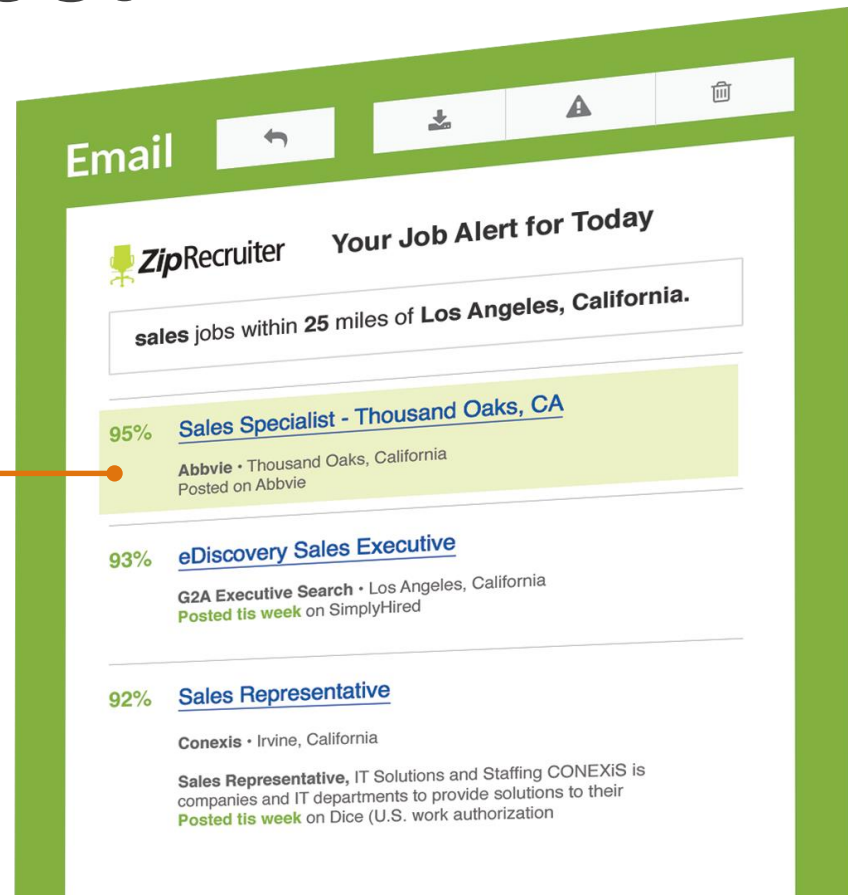 Email
ZipRecruiter
Your Job Alert for Today
sales jobs within 25 miles of Los Angeles, California.
95%
Sales Specialist - Thousand Oaks, CA
Abbvie • Thousand Oaks, California
Posted on Abbvie
93%
eDiscovery Sales Executive
G2A Executive Search • Los Angeles, California
Posted tis week on SimplyHired
92%
Sales Representative
Conexis • Irvine, California
Sales Representative, IT Solutions and Staffing CONEXiS is
companies and IT departments to provide solutions to their
Posted tis week on Dice (U.S. work authorization